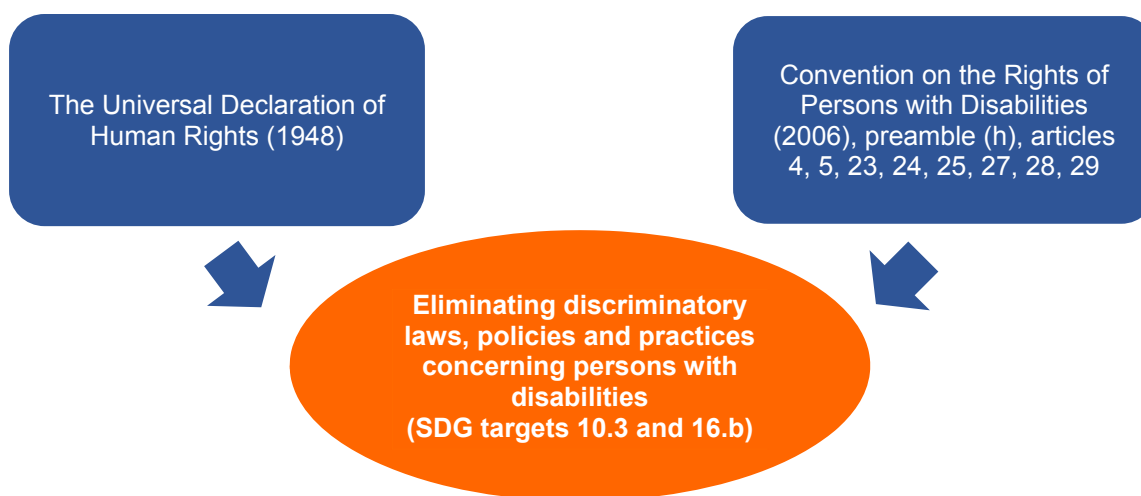 The Universal Declaration of
Human Rights (1948)
Convention on the Rights of
Persons with Disabilities
(2006), preamble (h), articles
4, 5, 23, 24, 25, 27, 28, 29
Eliminating discriminatory
laws, policies and practices
concerning persons with
disabilities
(SDG targets 10.3 and 16.b)